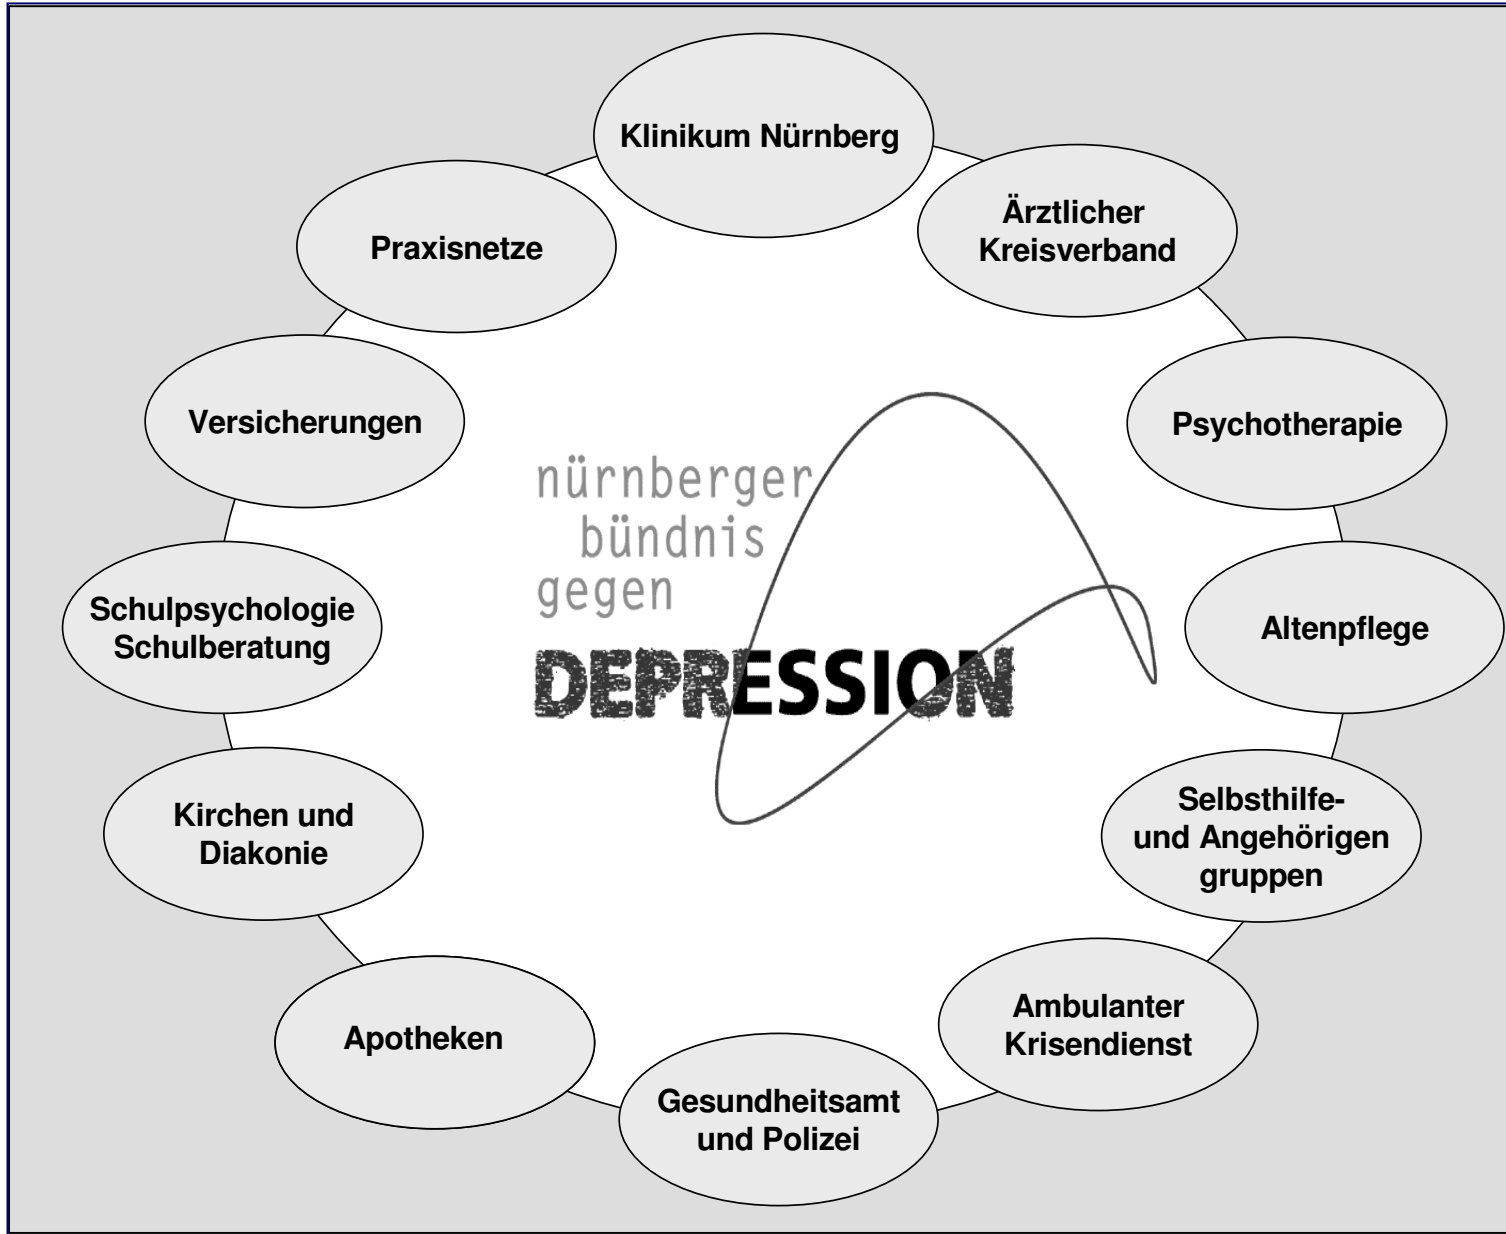 Klinikum Nürnberg
Ärztlicher
Kreisverband
Praxisnetze
Versicherungen
Psychotherapie
nürnberger
bündnis
gegen
DEPRESSION
Schulpsychologie
Schulberatung
Altenpflege
Kirchen und
Diakonie
Selbsthilfe-
und Angehörigen
gruppen
Apotheken
Ambulanter
Krisendienst
Gesundheitsamt
und Polizei